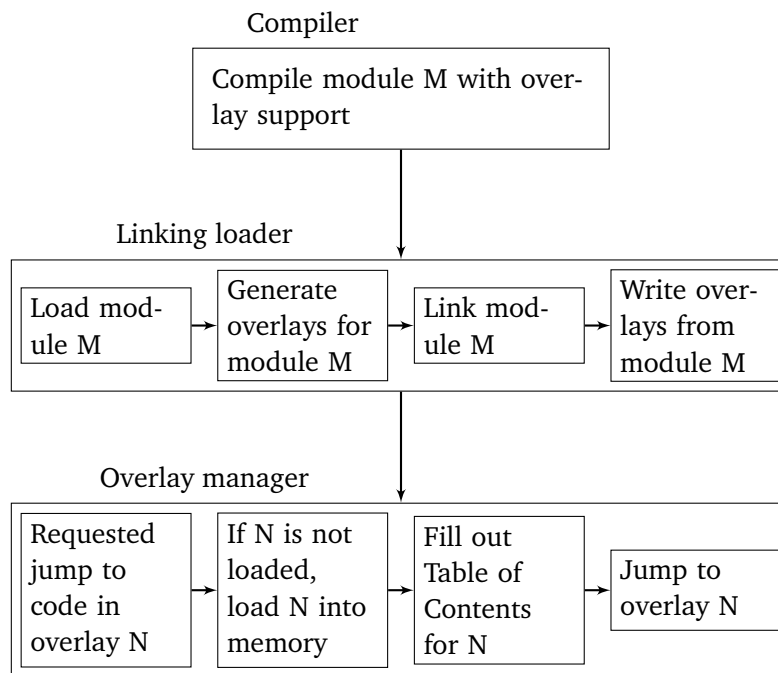 Compiler
Compile module M with over-
lay support
Linking loader
Load mod-
ule M
Generate
overlays for
module M
Link mod-
ule M
Write over-
lays from
module M
Overlay manager
Requested
jump to
code in
overlay N
If N is not
loaded,
load N into
memory
Fill out
Table of
Contents
for N
Jump to
overlay N